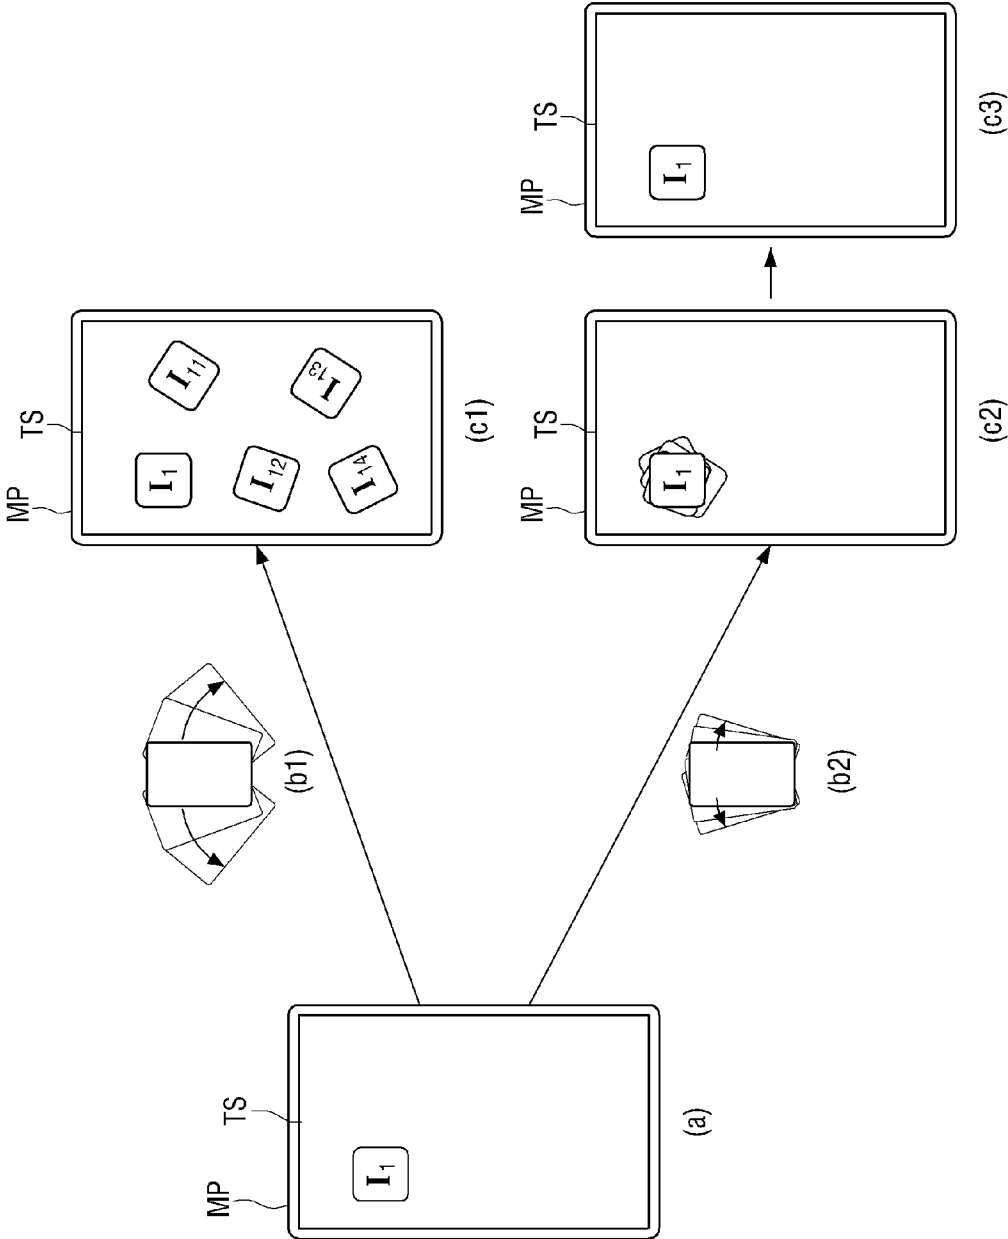 MP
TS
I1
(a)
(b1)
(b2)
MP
TS
I1
I11
I12
I13
I14
(c1)
MP
TS
I1
(c2)
MP
TS
I1
(c3)